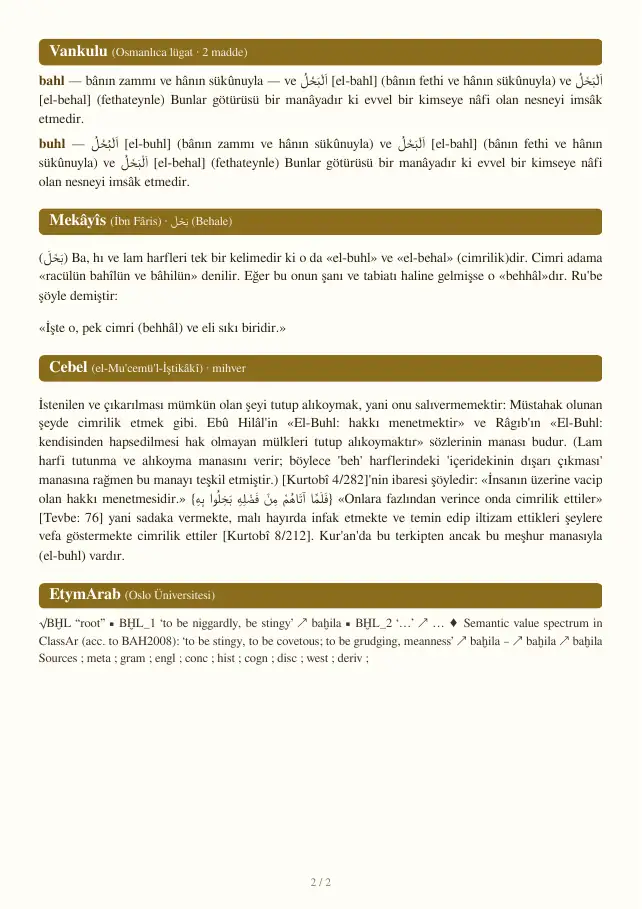 Vankulu (Osmanlıca lügat · 2 madde)
bahl — bânın zammı ve hânın sükûnuyla — ve اَلْبَخْلُ [el-bahl] (bânın fethi ve hânın sükûnuyla) ve اَلْبَخَلُ
[el-behal] (fethateynle) Bunlar götürüsü bir manâyadır ki evvel bir kimseye nâfi olan nesneyi imsâk
etmedir.
buhl — اَلْبُخْلُ [el-buhl] (bânın zammı ve hânın sükûnuyla) ve اَلْبَخْلُ [el-bahl] (bânın fethi ve hânın
sükûnuyla) ve اَلْبَخَلُ [el-behal] (fethateynle) Bunlar götürüsü bir manâyadır ki evvel bir kimseye nâfi
olan nesneyi imsâk etmedir.
Mekâyîs (İbn Fâris) · بَخَلَ (Behale)
(بَخَلَ) Ba, hı ve lam harfleri tek bir kelimedir ki o da «el-buhl» ve «el-behal» (cimrilik)dir. Cimri adama
«racülün bahîlün ve bâhilün» denilir. Eğer bu onun şanı ve tabiatı haline gelmişse o «behhâl»dır. Ru'be
şöyle demiştir:
«İşte o, pek cimri (behhâl) ve eli sıkı biridir.»
Cebel (el-Mu'cemü'l-İştikâkî) · mihver
İstenilen ve çıkarılması mümkün olan şeyi tutup alıkoymak, yani onu salıvermemektir: Müstahak olunan
şeyde cimrilik etmek gibi. Ebû Hilâl'in «El-Buhl: hakkı menetmektir» ve Râgıb'ın «El-Buhl:
kendisinden hapsedilmesi hak olmayan mülkleri tutup alıkoymaktır» sözlerinin manası budur. (Lam
harfi tutunma ve alıkoyma manasını verir; böylece 'beh' harflerindeki 'içeridekinin dışarı çıkması'
manasına rağmen bu manayı teşkil etmiştir.) [Kurtobî 4/282]'nin ibaresi şöyledir: «İnsanın üzerine vacip
olan hakkı menetmesidir.» {فَلَمَّا آتَاهُمْ مِنْ فَضْلِهِ بَخِلُوا بِهِ} «Onlara fazlından verince onda cimrilik ettiler»
[Tevbe: 76] yani sadaka vermekte, malı hayırda infak etmekte ve temin edip iltizam ettikleri şeylere
vefa göstermekte cimrilik ettiler [Kurtobî 8/212]. Kur'an'da bu terkipten ancak bu meşhur manasıyla
(el-buhl) vardır.
EtymArab (Oslo Üniversitesi)
√BḪL “root” ▪ BḪL_1 ‘to be niggardly, be stingy’ ↗ baḫila ▪ BḪL_2 ‘…’ ↗ … ♦ Semantic value spectrum in
ClassAr (acc. to BAH2008): ‘to be stingy, to be covetous; to be grudging, meanness’ ↗ baḫila – ↗ baḫila ↗ baḫila
Sources ; meta ; gram ; engl ; conc ; hist ; cogn ; disc ; west ; deriv ;
2 / 2